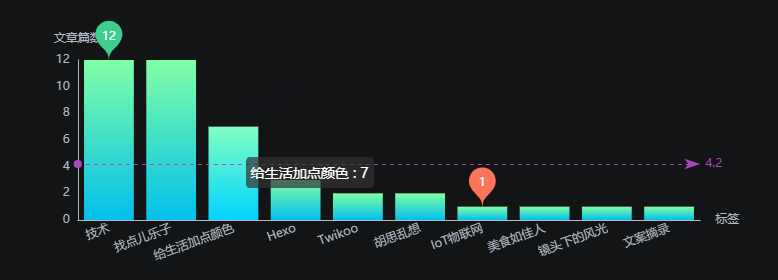 文章篇数
12
12
10
8
6
4
2
0
4.2
给生活加点颜色 : 7
1
标签
技术
找点儿乐子
给生活加点颜色
Hexo
Twikoo
胡思乱想
IoT物联网
美食如佳人
镜头下的风光
文案摘录